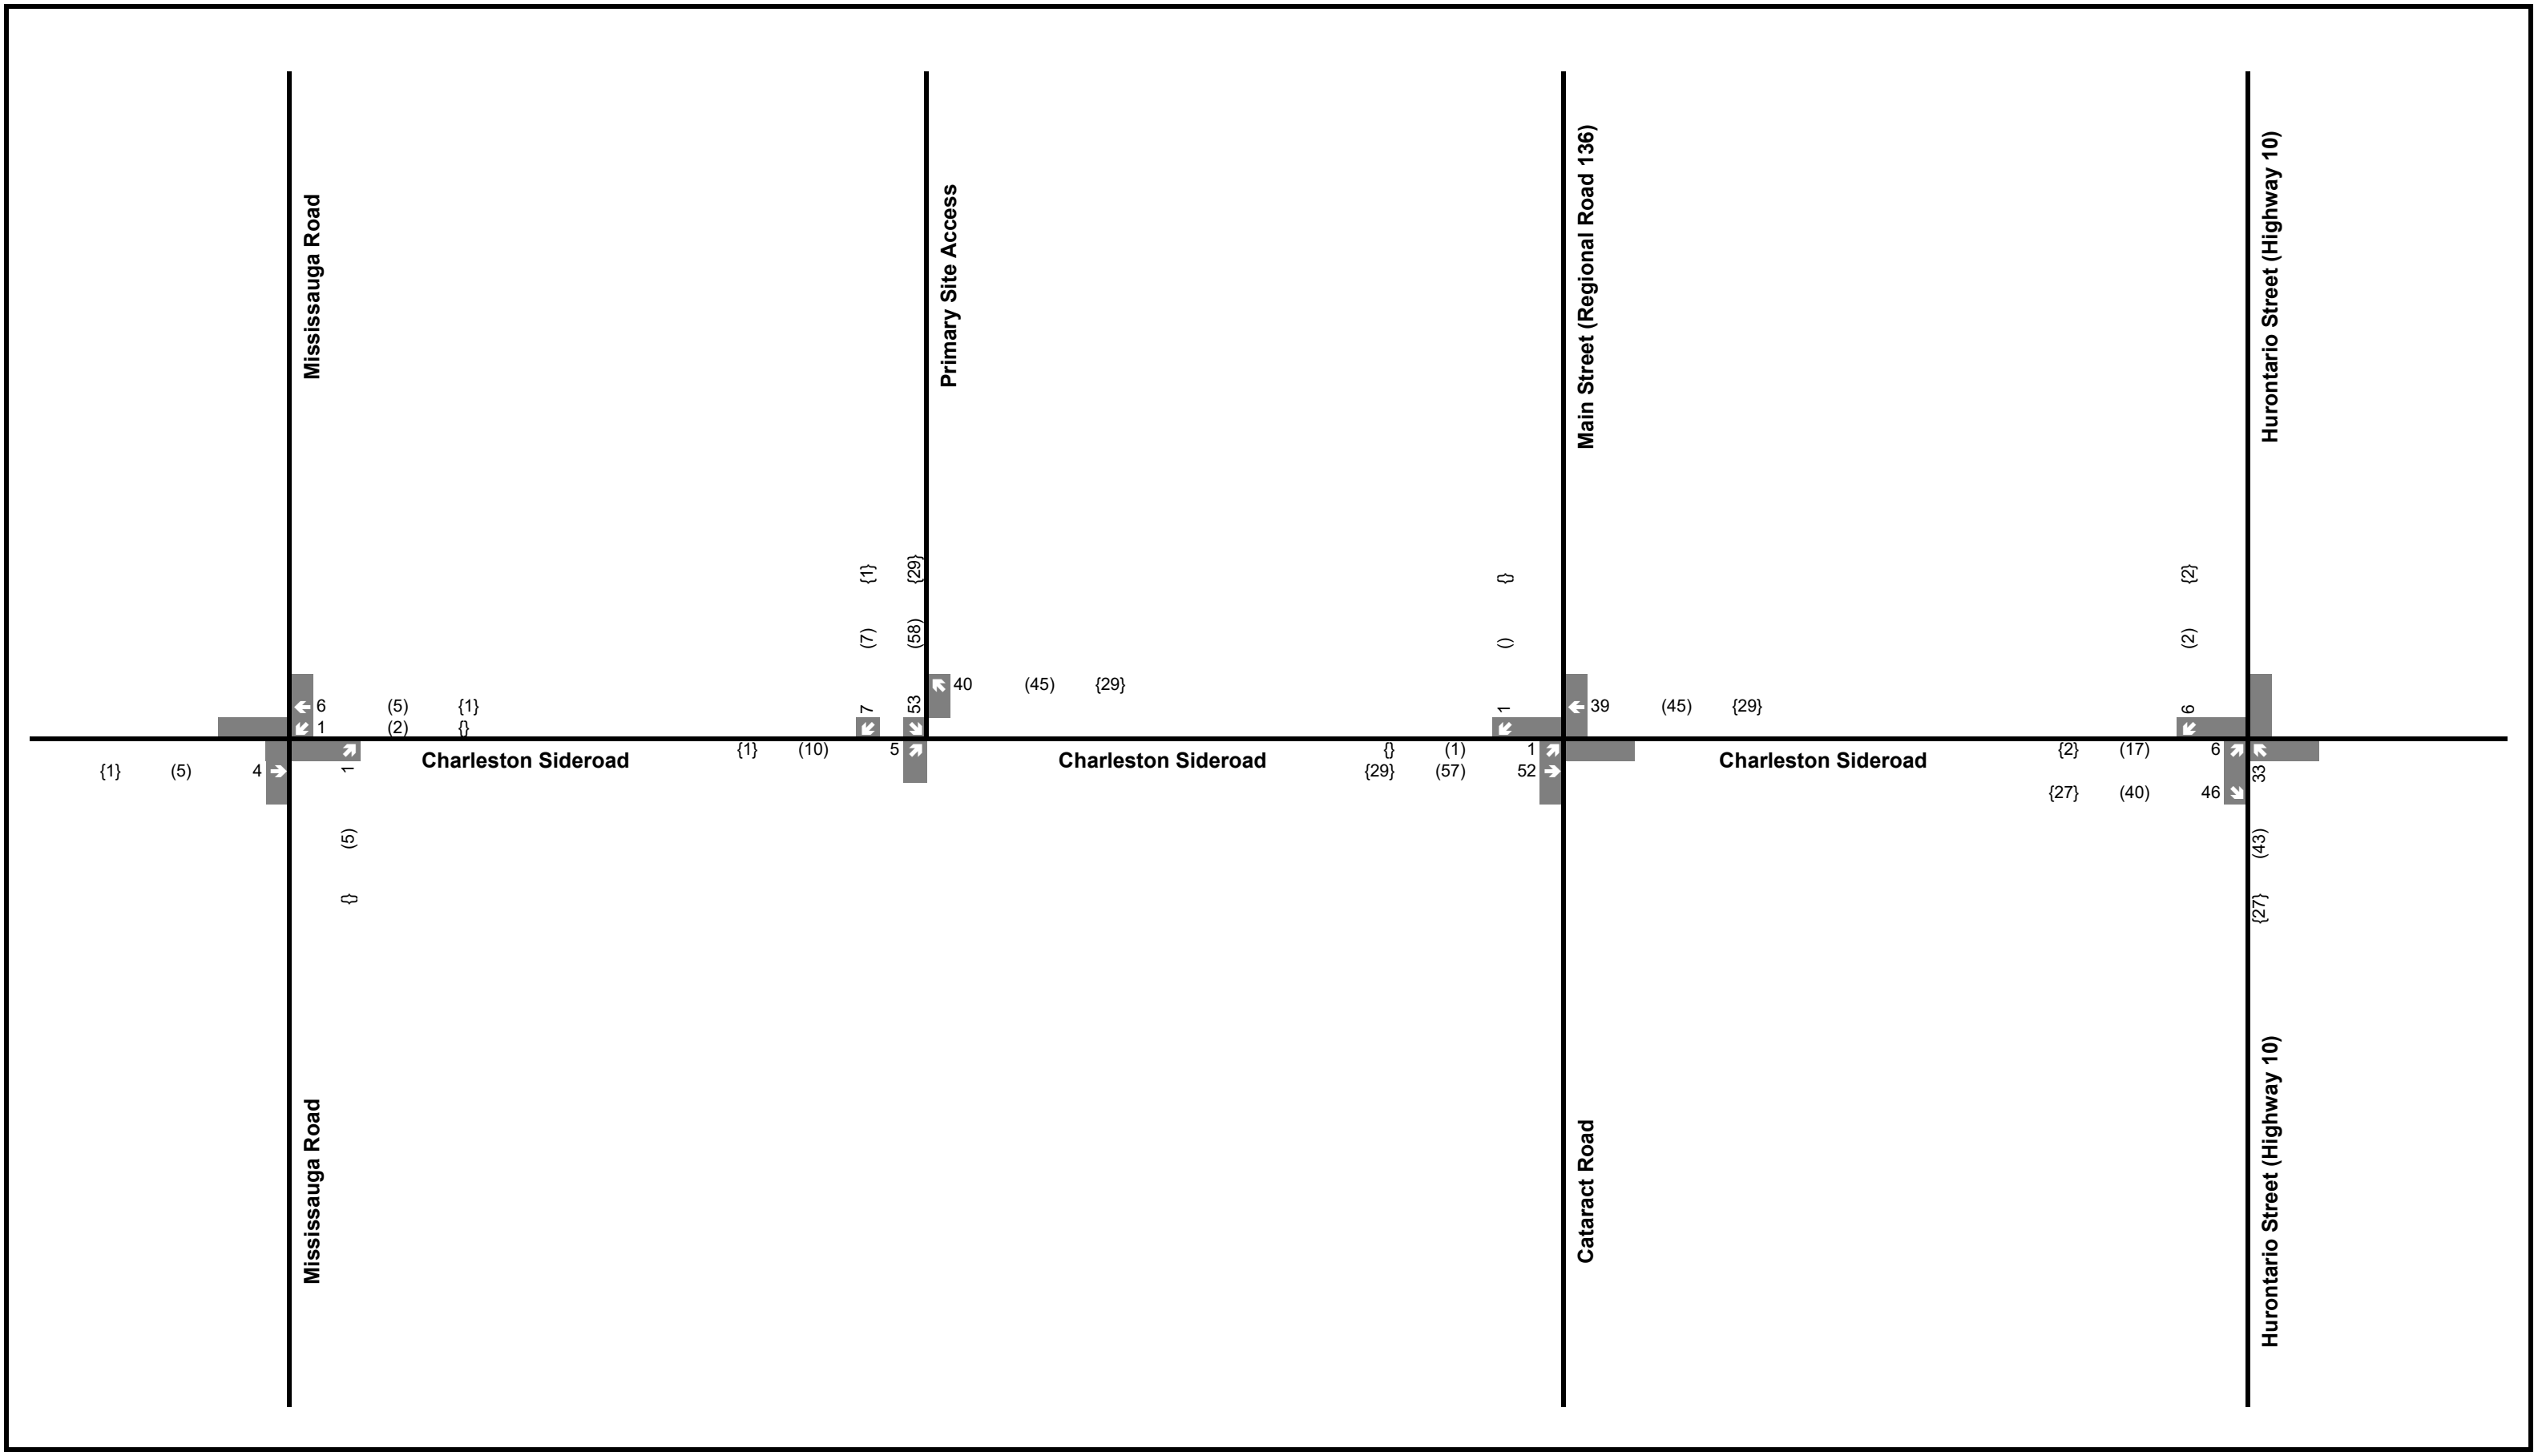 Mississauga Road
Primary Site Access
Main Street (Regional Road 136)
Hurontario Street (Highway 10)
{1} {29}
(7) (58)
7 53
{}
()
1
{2}
(2)
6
6 (5) {1}
1 (2) {}
40 (45) {29}
39 (45) {29}
{1} (5) 4
1
(5)
{}
Charleston Sideroad
{1} (10) 5
Charleston Sideroad
{} (1) 1
{29} (57) 52
Charleston Sideroad
{2} (17) 6
{27} (40) 46
33
(43)
{27}
Mississauga Road
Cataract Road
Hurontario Street (Highway 10)